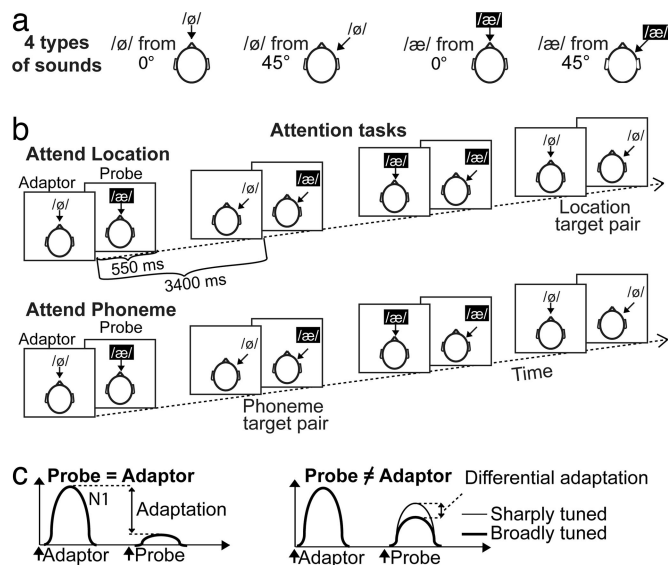 a
4 types
of sounds
/ø/ from
0°
/ø/
/ø/ from
45°
/ø/
/æ/ from
0°
/æ/
/æ/ from
45°
/æ/
b
Attention tasks
Attend Location
Adaptor
Probe
/ø/
/æ/
/ø/
/æ/
/æ/
/æ/
/ø/
/ø/
550 ms
3400 ms
Location
target pair
Attend Phoneme
Adaptor
Probe
/ø/
/æ/
/ø/
/æ/
/æ/
/æ/
/ø/
/ø/
Phoneme
target pair
Time
c
Probe = Adaptor
N1
Adaptation
Adaptor
Probe
Probe ≠ Adaptor
Differential adaptation
Sharply tuned
Broadly tuned
Adaptor
Probe